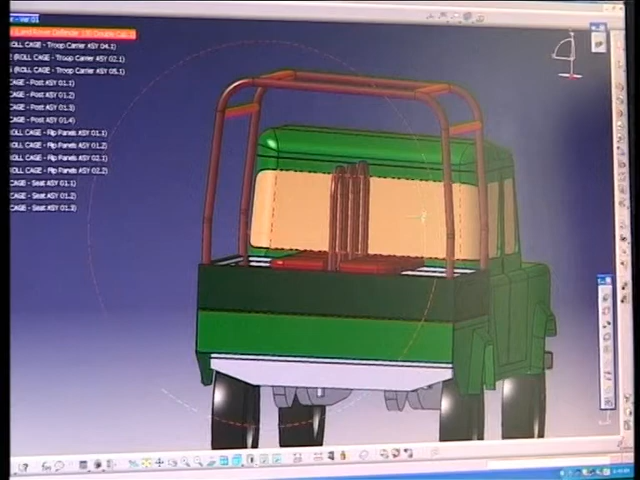 (Land Rover Defender 130 Double Cab.1)
ROLL CAGE - Troop Carrier ASY 04.1)
(ROLL CAGE - Troop Carrier ASY 02.1)
(ROLL CAGE - Troop Carrier ASY 05.1)
CAGE - Post ASY 01.1)
CAGE - Post ASY 01.2)
CAGE - Post ASY 01.3)
CAGE - Post ASY 01.4)
ROLL CAGE - Flip Panels ASY 01.1)
ROLL CAGE - Flip Panels ASY 01.2)
ROLL CAGE - Flip Panels ASY 02.1)
ROLL CAGE - Flip Panels ASY 02.2)
CAGE - Seat ASY 01.1)
CAGE - Seat ASY 01.2)
CAGE - Seat ASY 01.3)